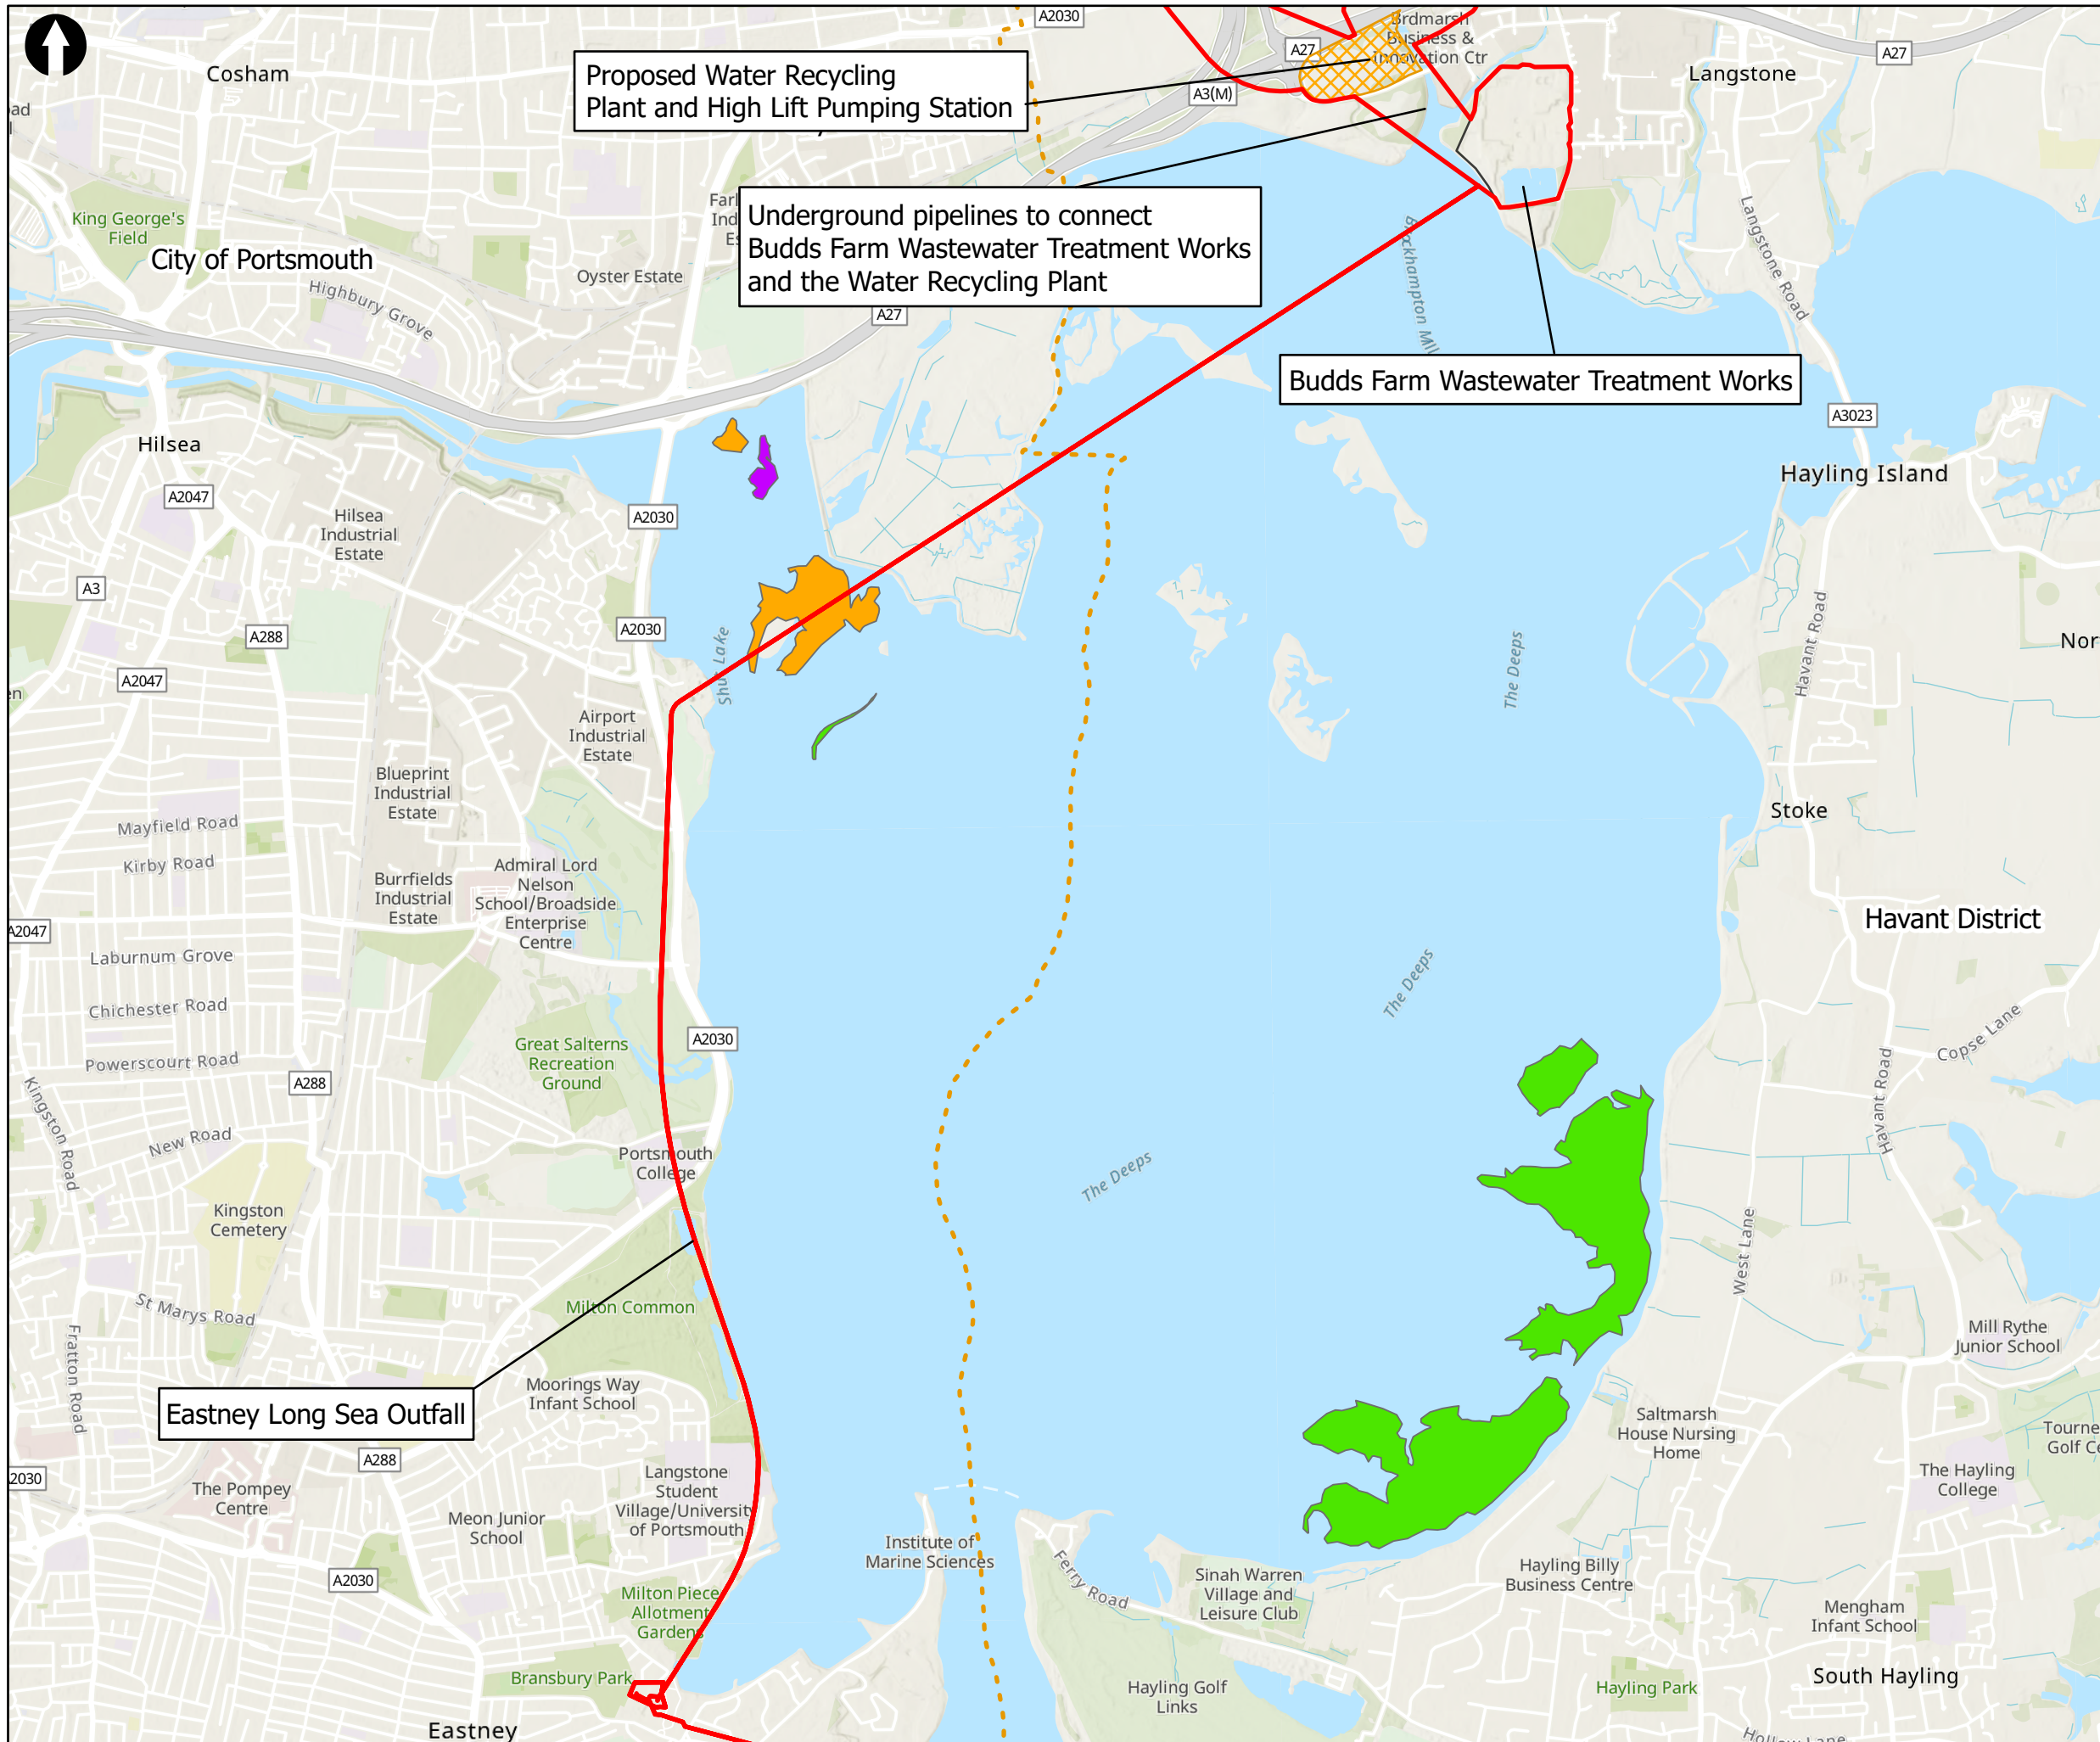 A2030
Brdmarsh
Business &
Innovation Ctr
A27
A27
Cosham
Langstone
Proposed Water Recycling
Plant and High Lift Pumping Station
A3(M)
King George's
Field
City of Portsmouth
Highbury Grove
Oyster Estate
Underground pipelines to connect
Budds Farm Wastewater Treatment Works
and the Water Recycling Plant
Langstone Road
A27
Budds Farm Wastewater Treatment Works
A3023
Hilsea
Hayling Island
A2047
Hilsea
Industrial
Estate
A2030
A3
A288
A2030
Havant Road
The Deeps
A2047
Airport
Industrial
Estate
Blueprint
Industrial
Estate
Stoke
Mayfield Road
Kirby Road
Admiral Lord
Nelson
School/Broadside
Enterprise
Centre
Burrfields
Industrial
Estate
A2047
Havant District
Laburnum Grove
Chichester Road
The Deeps
Great Salterns
Recreation
Ground
A2030
Copse Lane
Powerscourt Road
A288
Kingston Road
Havant Road
New Road
Portsmouth
College
The Deeps
Kingston
Cemetery
West Lane
St Marys Road
Milton Common
Fratton Road
Mill Rythe
Junior School
Moorings Way
Infant School
Eastney Long Sea Outfall
Saltmarsh
House Nursing
Home
Tourne
Golf Ce
A288
2030
The Pompey
Centre
Langstone
Student
Village/University
of Portsmouth
The Hayling
College
Meon Junior
School
Institute of
Marine Sciences
Ferry Road
Sinah Warren
Village and
Leisure Club
Hayling Billy
Business Centre
A2030
Milton Piece
Allotment
Gardens
Mengham
Infant School
Bransbury Park
Hayling Golf
Links
Hayling Park
South Hayling
Eastney